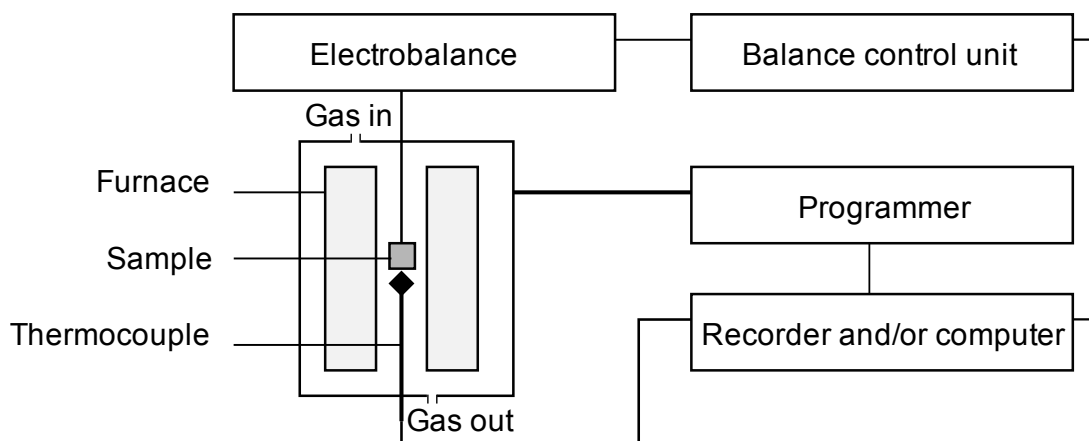 Electrobalance
Balance control unit
Gas in
Furnace
Programmer
Sample
Thermocouple
Recorder and/or computer
Gas out